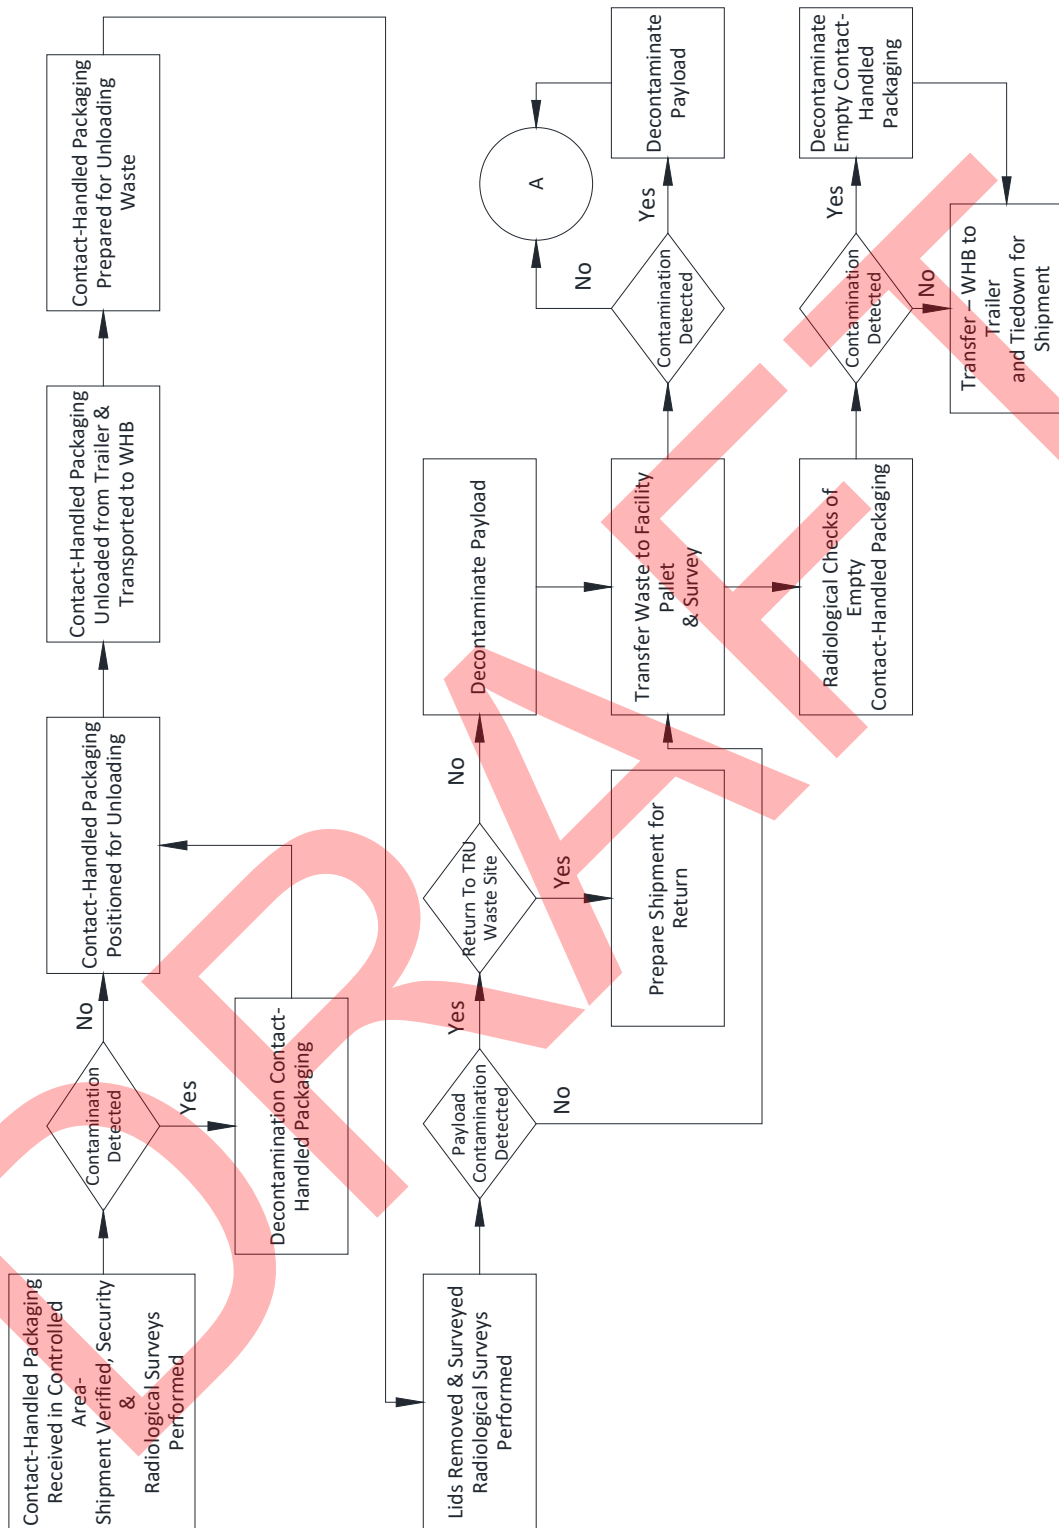 Contact-Handled Packaging
Received in Controlled
Area-
Shipment Verified, Security
&
Radiological Surveys
Performed
Contamination
Detected
No
Yes
Decontamination Contact-
Handled Packaging
Contact-Handled Packaging
Positioned for Unloading
Contact-Handled Packaging
Unloaded from Trailer &
Transported to WHB
Contact-Handled Packaging
Prepared for Unloading
Waste
Lids Removed & Surveyed
Radiological Surveys
Performed
Payload
Contamination
Detected
Yes
No
Return To TRU
Waste Site
No
Yes
Prepare Shipment for
Return
Decontaminate Payload
Transfer Waste to Facility
Pallet
& Survey
Contamination
Detected
No
Yes
A
Decontaminate
Payload
Radiological Checks of
Empty
Contact-Handled Packaging
Contamination
Detected
Yes
No
Decontaminate
Empty Contact-
Handled
Packaging
Transfer – WHB to
Trailer
and Tiedown for
Shipment
DRAFT